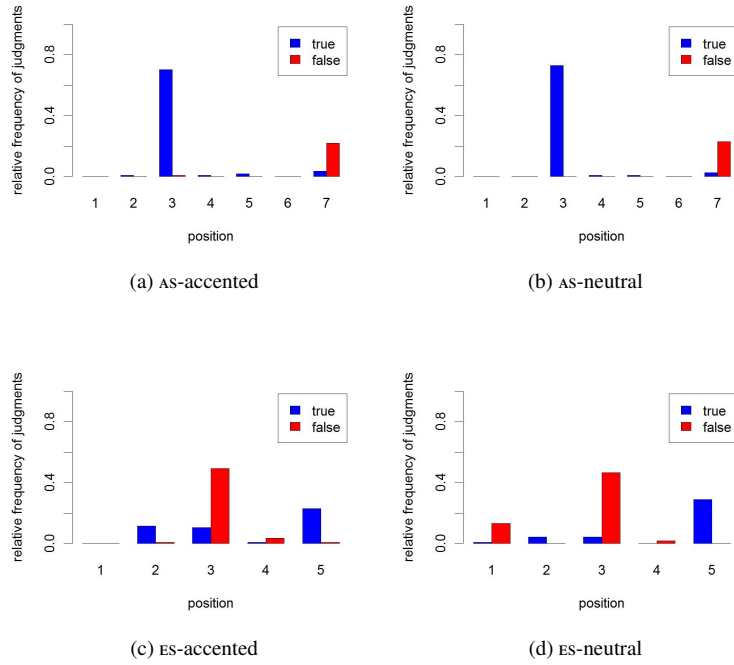 relative frequency of judgments
0.0 0.4 0.8
true
false
1 2 3 4 5 6 7
position
(a) AS-accented
relative frequency of judgments
0.0 0.4 0.8
true
false
1 2 3 4 5 6 7
position
(b) AS-neutral
relative frequency of judgments
0.0 0.4 0.8
true
false
1 2 3 4 5
position
(c) ES-accented
relative frequency of judgments
0.0 0.4 0.8
true
false
1 2 3 4 5
position
(d) ES-neutral